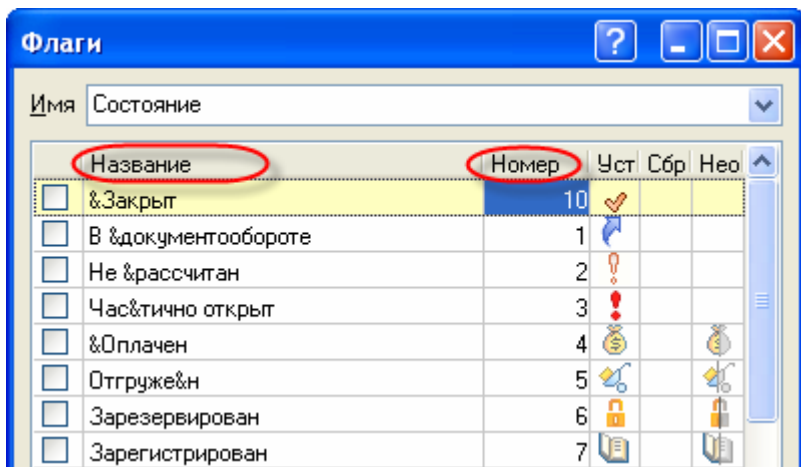 Флаги
Имя Состояние
Название Номер Уст Сбр Нео
&Закрыт 10
В &документообороте 1
Не &рассчитан 2
Час&тично открыт 3
&Оплачен 4
Отгруже&н 5
Зарезервирован 6
Зарегистрирован 7